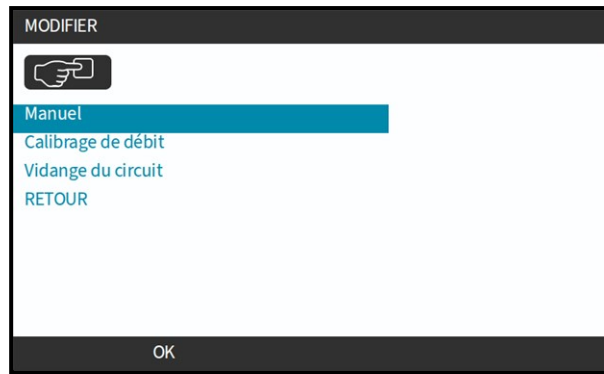 MODIFIER
Manuel
Calibrage de débit
Vidange du circuit
RETOUR
OK